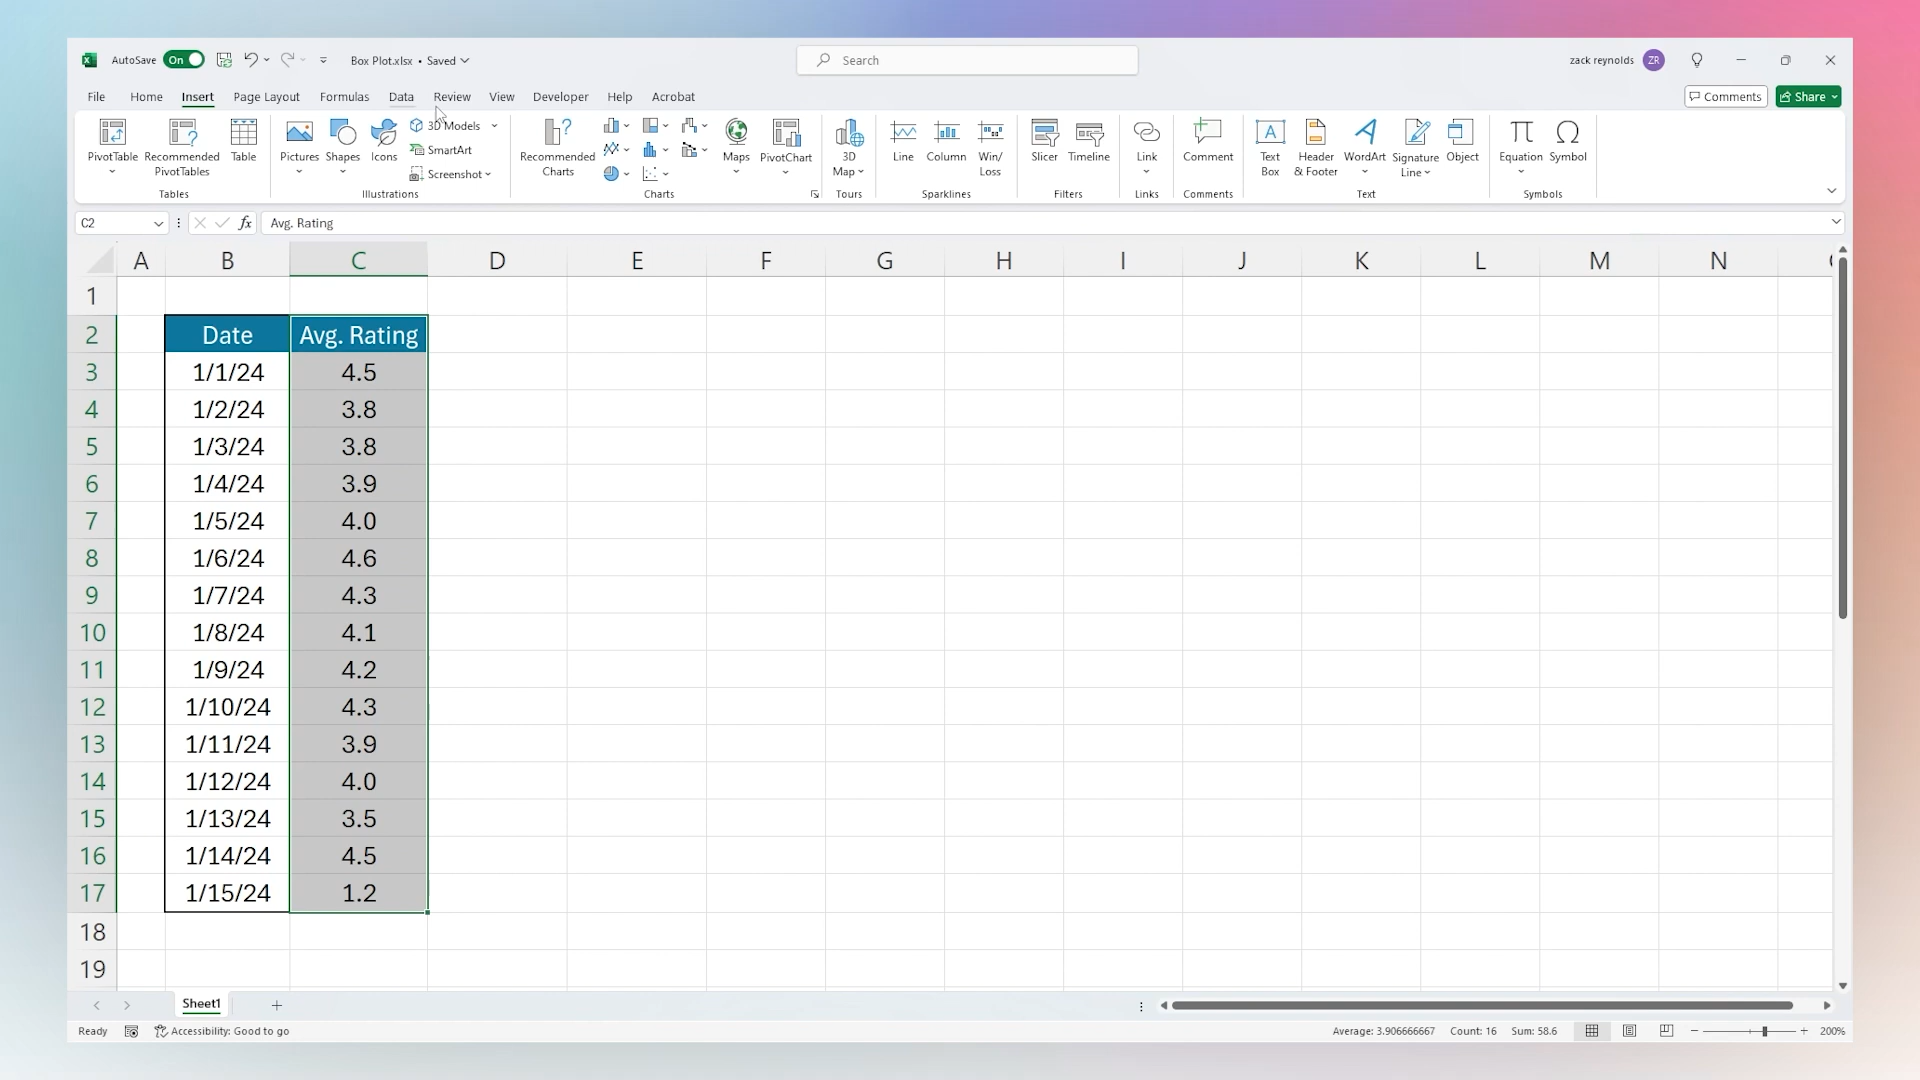 AutoSave On Box Plot.xlsx • Saved Search zack reynolds ZR
File Home Insert Page Layout Formulas Data Review View Developer Help Acrobat Comments Share
PivotTable Recommended PivotTables Table
Tables
Pictures Shapes Icons 3D Models SmartArt Screenshot
Illustrations
Recommended Charts Maps PivotChart
Charts
3D Map
Tours
Line Column Win/ Loss
Sparklines
Slicer Timeline
Filters
Link
Links
Comment
Comments
Text Box Header & Footer WordArt Signature Line Object
Text
Equation Symbol
Symbols
C2 fx Avg. Rating
A B C D E F G H I J K L M N
1
2 Date Avg. Rating
3 1/1/24 4.5
4 1/2/24 3.8
5 1/3/24 3.8
6 1/4/24 3.9
7 1/5/24 4.0
8 1/6/24 4.6
9 1/7/24 4.3
10 1/8/24 4.1
11 1/9/24 4.2
12 1/10/24 4.3
13 1/11/24 3.9
14 1/12/24 4.0
15 1/13/24 3.5
16 1/14/24 4.5
17 1/15/24 1.2
18
19
Sheet1
Ready Accessibility: Good to go Average: 3.906666667 Count: 16 Sum: 58.6 200%